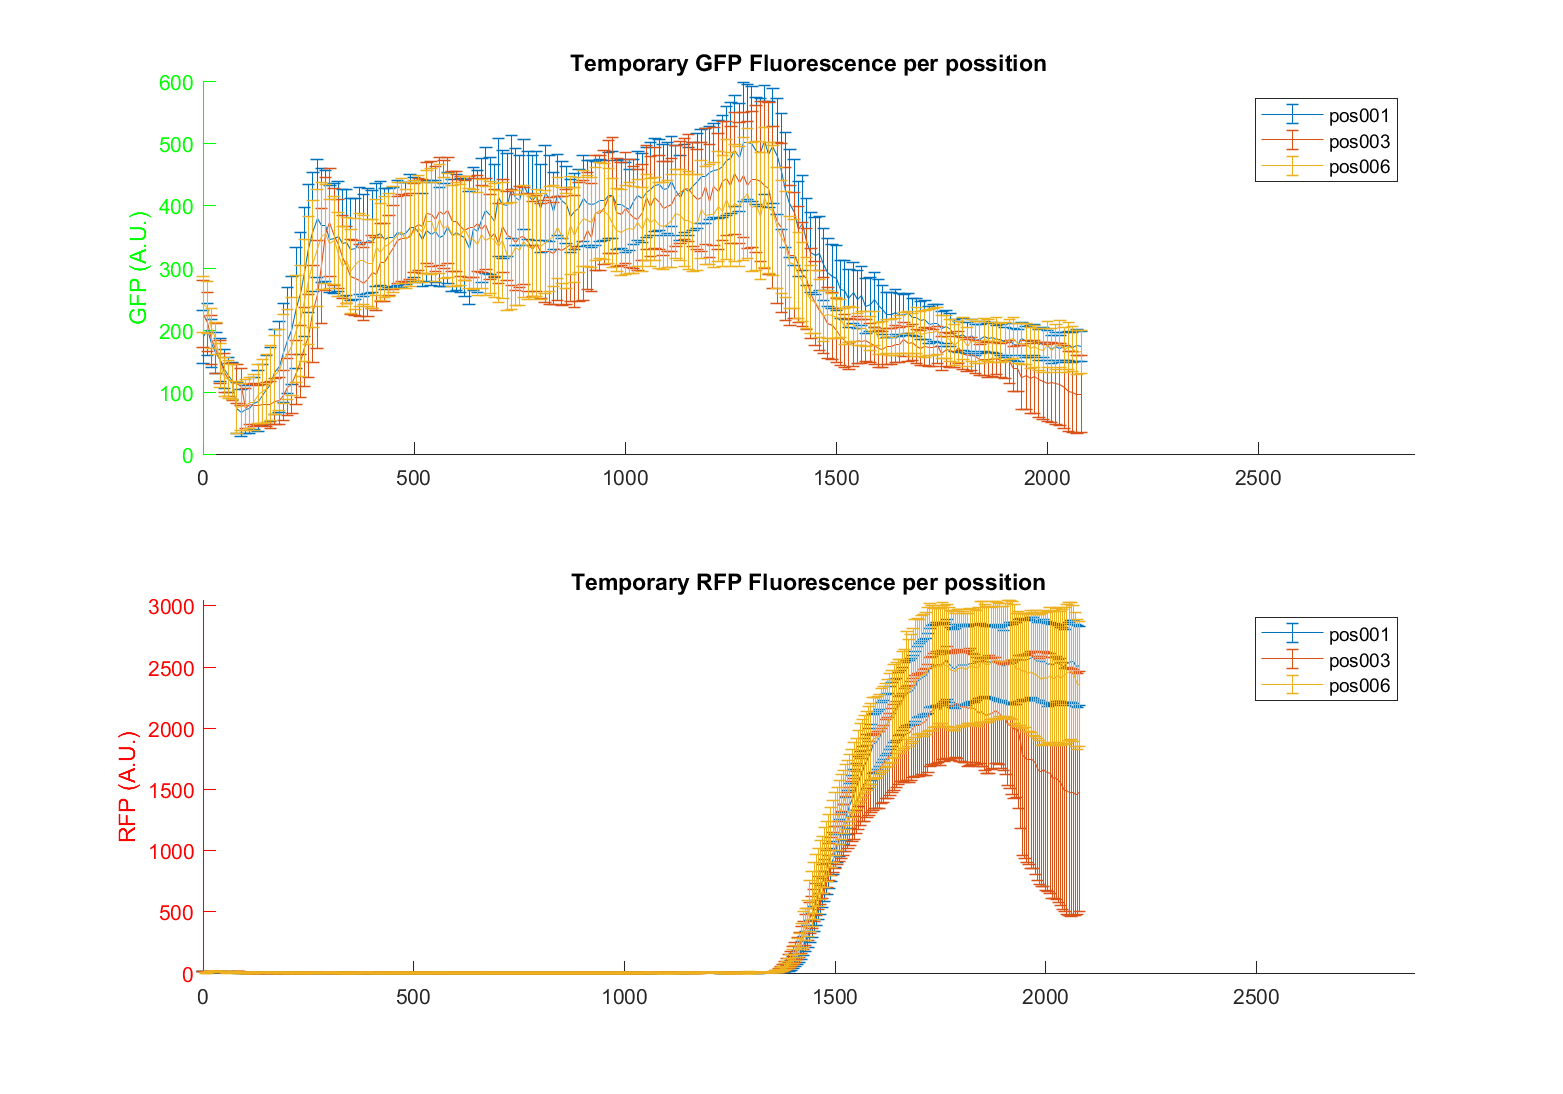 Temporary GFP Fluorescence per possition
600
500
400
300
200
100
0
GFP (A.U.)
0 500 1000 1500 2000 2500
pos001
pos003
pos006
Temporary RFP Fluorescence per possition
3000
2500
2000
1500
1000
500
0
RFP (A.U.)
0 500 1000 1500 2000 2500
pos001
pos003
pos006